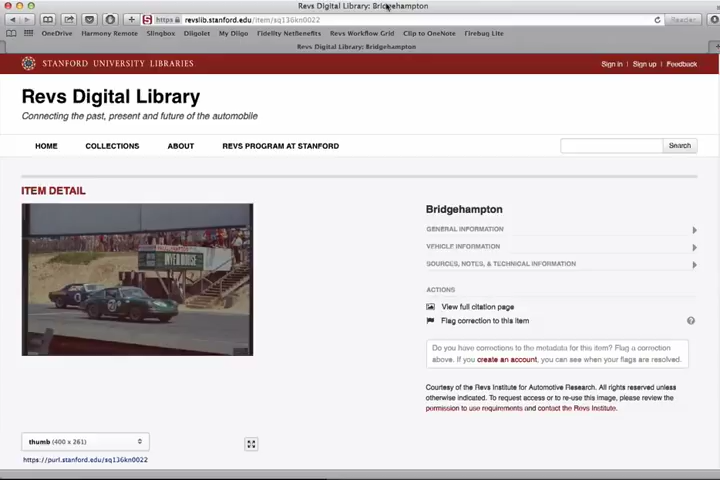 Revs Digital Library: Bridgehampton
https revslib.stanford.edu/item/sq136kn0022
Reader
OneDrive Harmony Remote Slingbox Diigolet My Diigo Fidelity NetBenefits Revs Workflow Grid Clip to OneNote Firebug Lite
Revs Digital Library: Bridgehampton
STANFORD UNIVERSITY LIBRARIES
Sign in | Sign up | Feedback
Revs Digital Library
Connecting the past, present and future of the automobile
HOME COLLECTIONS ABOUT REVS PROGRAM AT STANFORD
Search
ITEM DETAIL
Bridgehampton
GENERAL INFORMATION
VEHICLE INFORMATION
SOURCES, NOTES, & TECHNICAL INFORMATION
ACTIONS
View full citation page
Flag correction to this item
Do you have corrections to the metadata for this item? Flag a correction
above. If you create an account, you can see when your flags are resolved.
Courtesy of the Revs Institute for Automotive Research. All rights reserved unless
otherwise indicated. To request access or to re-use this image, please review the
permission to use requirements and contact the Revs Institute.
thumb (400 x 261)
https://purl.stanford.edu/sq136kn0022